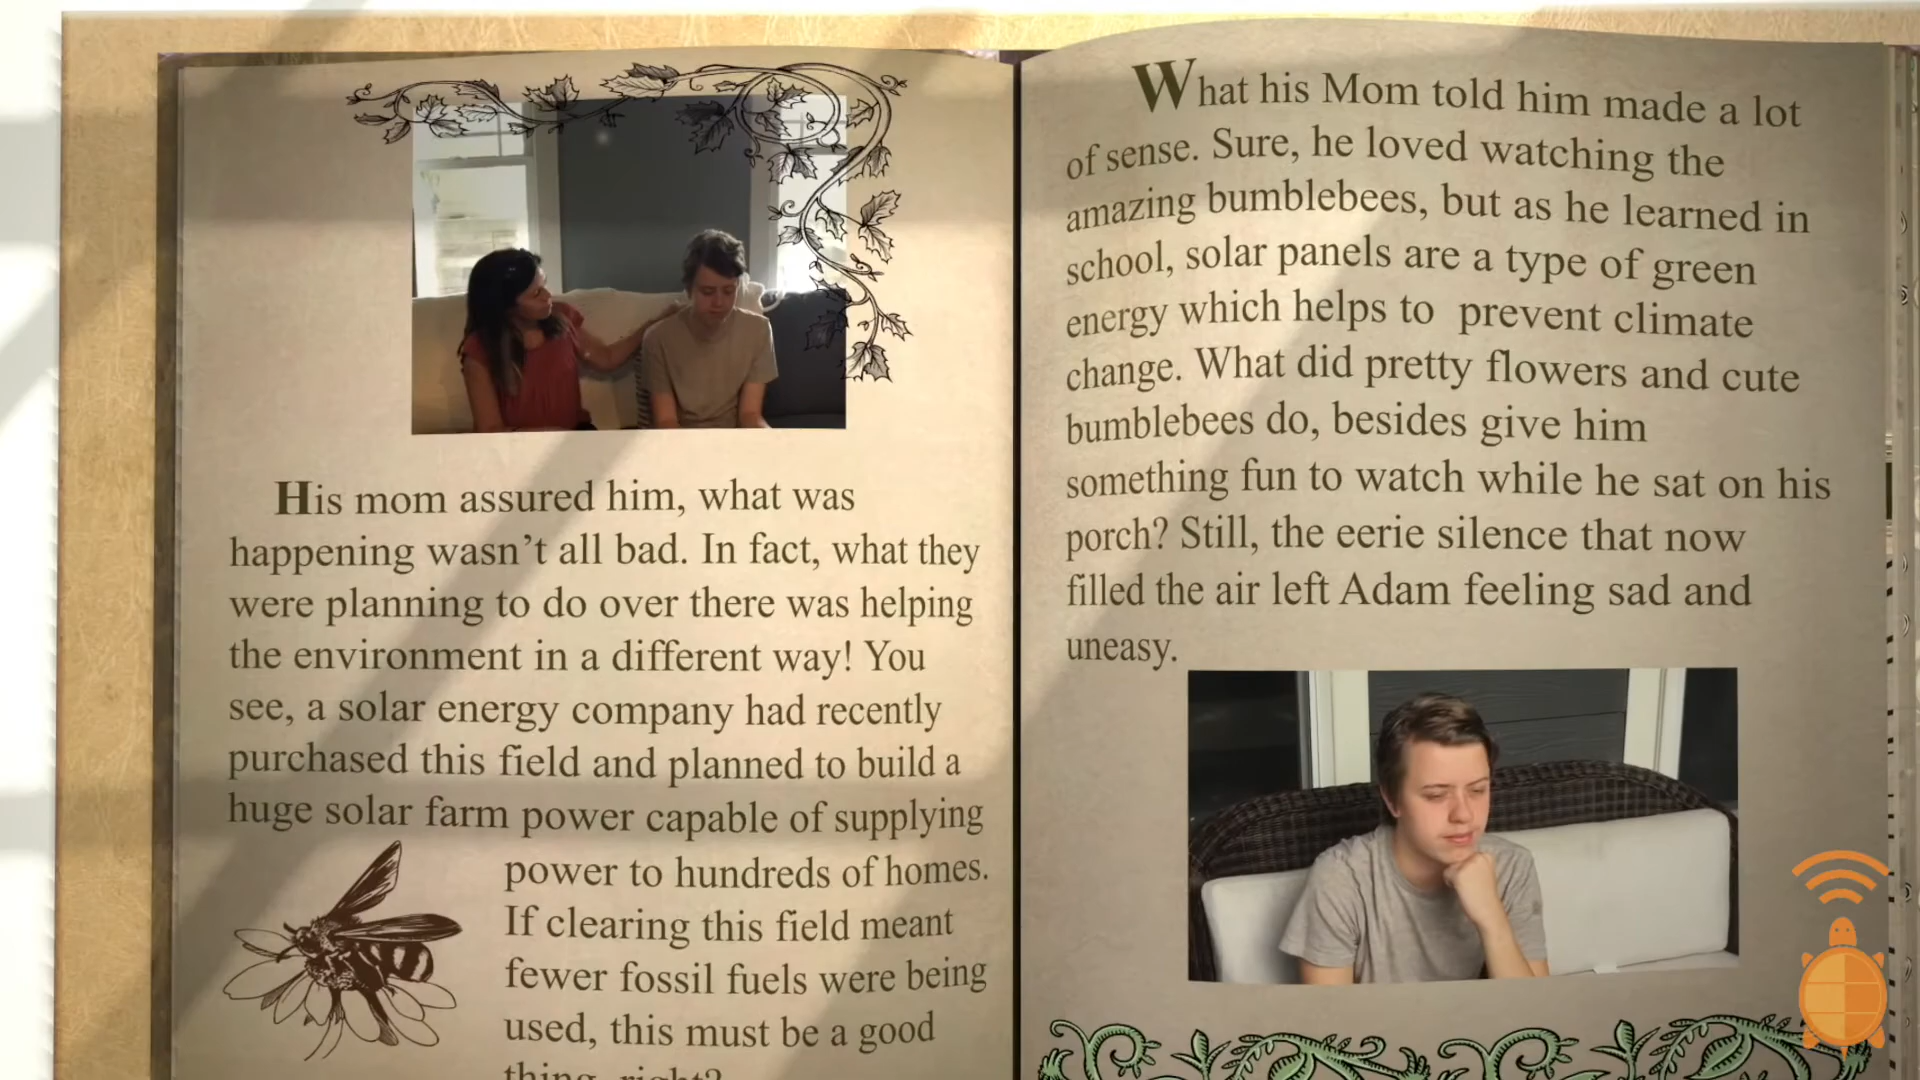 His mom assured him, what was
happening wasn't all bad. In fact, what they
were planning to do over there was helping
the environment in a different way! You
see, a solar energy company had recently
purchased this field and planned to build a
huge solar farm power capable of supplying
power to hundreds of homes.
If clearing this field meant
fewer fossil fuels were being
used, this must be a good
thing, right?
What his Mom told him made a lot
of sense. Sure, he loved watching the
amazing bumblebees, but as he learned in
school, solar panels are a type of green
energy which helps to prevent climate
change. What did pretty flowers and cute
bumblebees do, besides give him
something fun to watch while he sat on his
porch? Still, the eerie silence that now
filled the air left Adam feeling sad and
uneasy.